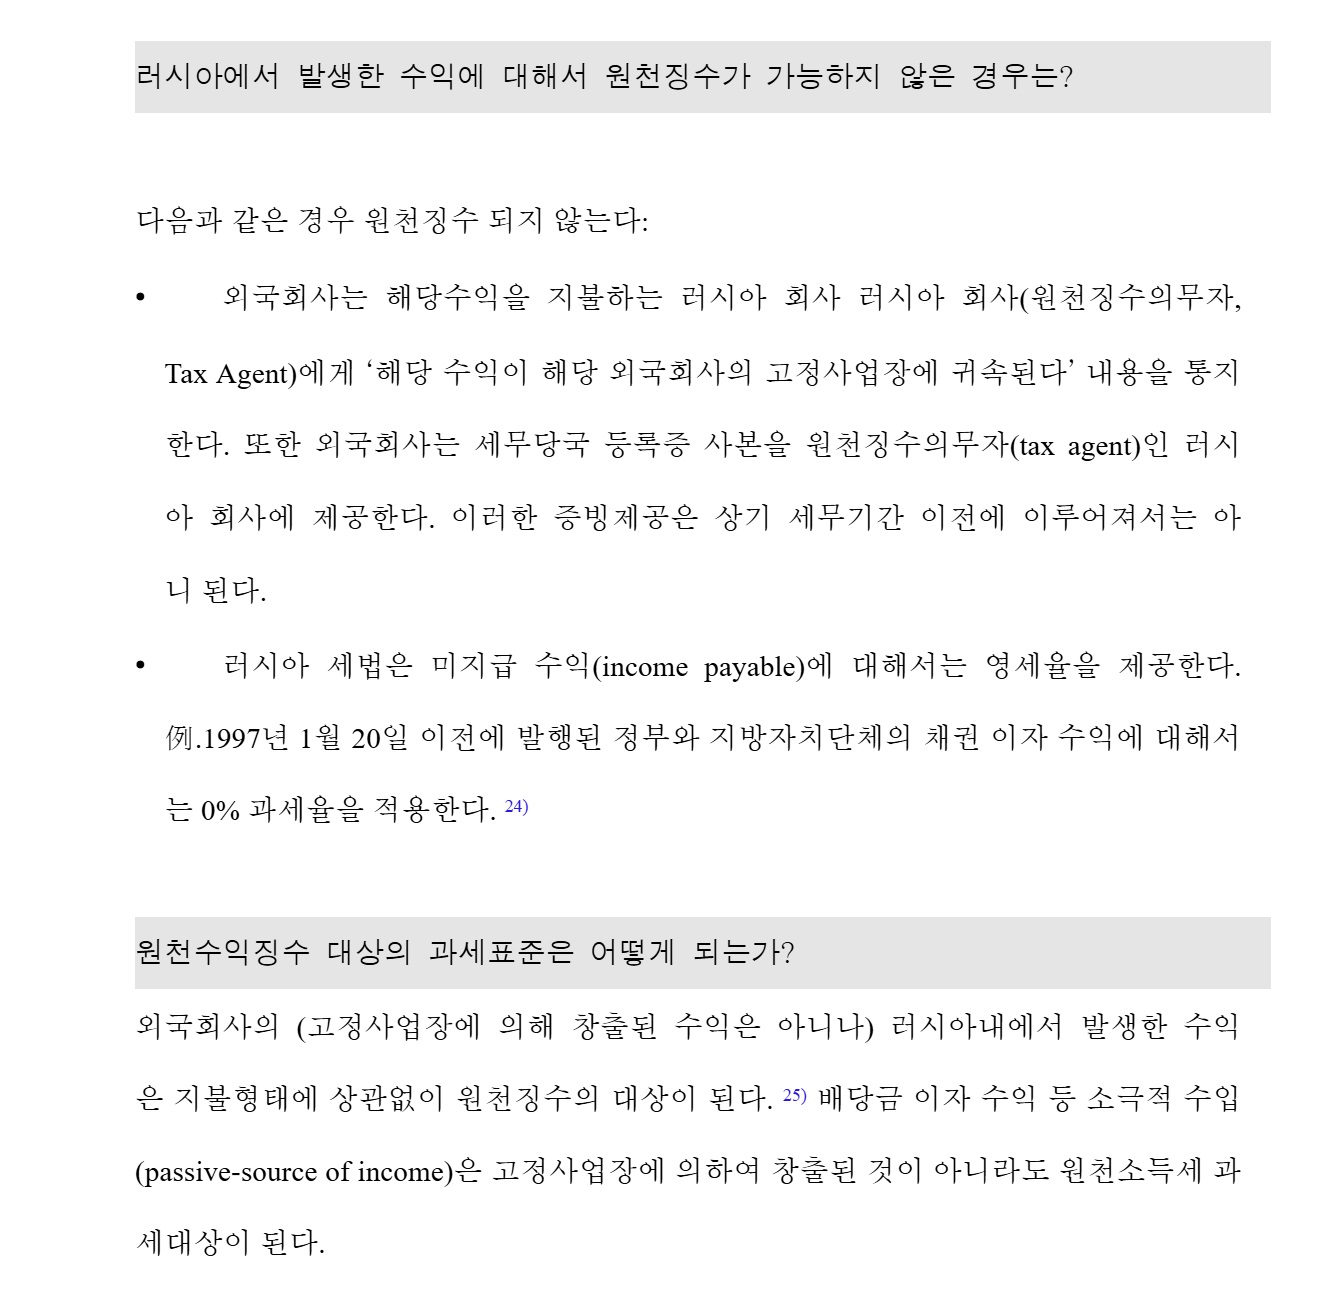 러시아에서 발생한 수익에 대해서 원천징수가 가능하지 않은 경우는?
다음과 같은 경우 원천징수 되지 않는다:
• 외국회사는 해당수익을 지불하는 러시아 회사 러시아 회사(원천징수의무자,
Tax Agent)에게 ‘해당 수익이 해당 외국회사의 고정사업장에 귀속된다’ 내용을 통지
한다. 또한 외국회사는 세무당국 등록증 사본을 원천징수의무자(tax agent)인 러시
아 회사에 제공한다. 이러한 증빙제공은 상기 세무기간 이전에 이루어져서는 아
니 된다.
• 러시아 세법은 미지급 수익(income payable)에 대해서는 영세율을 제공한다.
例.1997년 1월 20일 이전에 발행된 정부와 지방자치단체의 채권 이자 수익에 대해서
는 0% 과세율을 적용한다. 24)
원천수익징수 대상의 과세표준은 어떻게 되는가?
외국회사의 (고정사업장에 의해 창출된 수익은 아니나) 러시아내에서 발생한 수익
은 지불형태에 상관없이 원천징수의 대상이 된다. 25) 배당금 이자 수익 등 소극적 수입
(passive-source of income)은 고정사업장에 의하여 창출된 것이 아니라도 원천소득세 과
세대상이 된다.